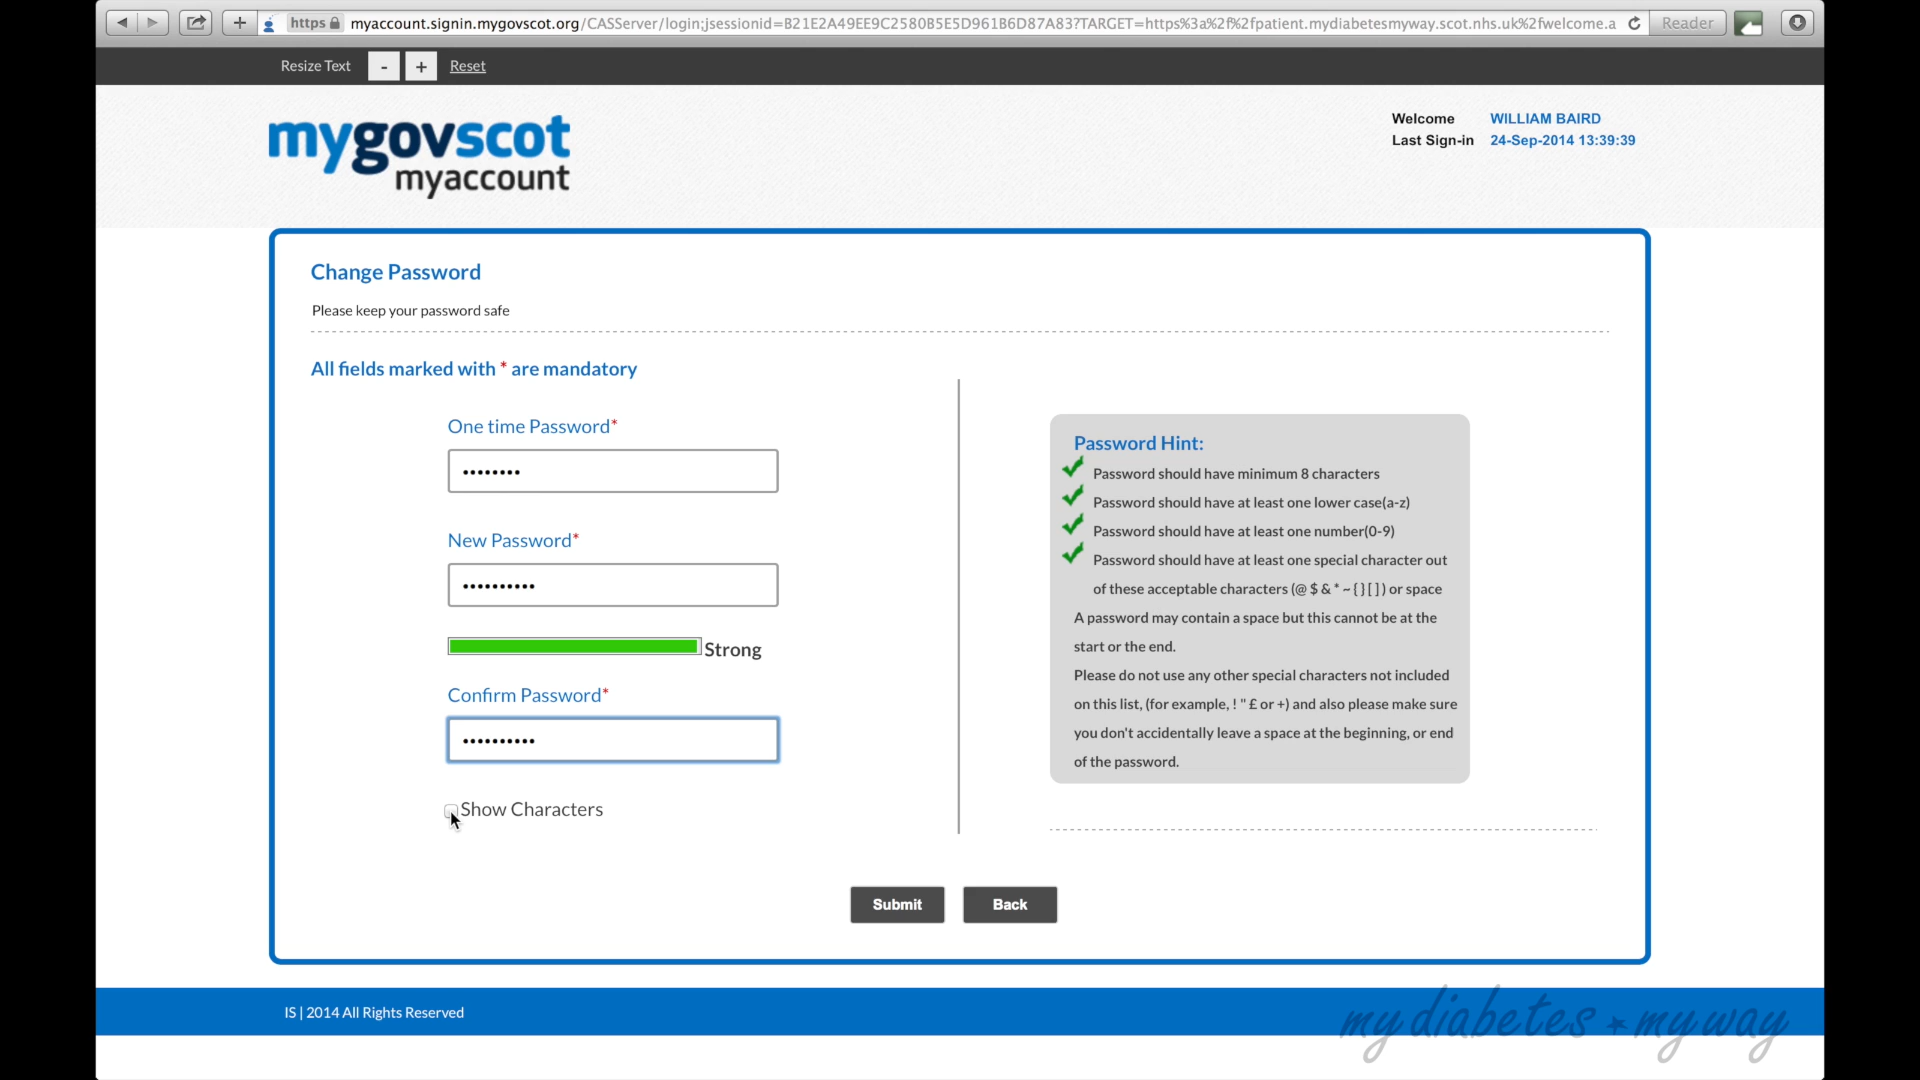 https myaccount.signin.mygovscot.org/CASServer/login;jsessionid=B21E2A49EE9C2580B5E5D961B6D87A83?TARGET=https%3a%2f%2fpatient.mydiabetesmyway.scot.nhs.uk%2fwelcome.a Reader
Resize Text - + Reset
mygovscot
myaccount
Welcome WILLIAM BAIRD
Last Sign-in 24-Sep-2014 13:39:39
Change Password
Please keep your password safe
All fields marked with * are mandatory
One time Password*
New Password*
Strong
Confirm Password*
Show Characters
Password Hint:
Password should have minimum 8 characters
Password should have at least one lower case(a-z)
Password should have at least one number(0-9)
Password should have at least one special character out
of these acceptable characters (@ $ & * ~ { } [ ] ) or space
A password may contain a space but this cannot be at the
start or the end.
Please do not use any other special characters not included
on this list, (for example, ! " £ or +) and also please make sure
you don't accidentally leave a space at the beginning, or end
of the password.
Submit Back
IS | 2014 All Rights Reserved
my diabetes my way